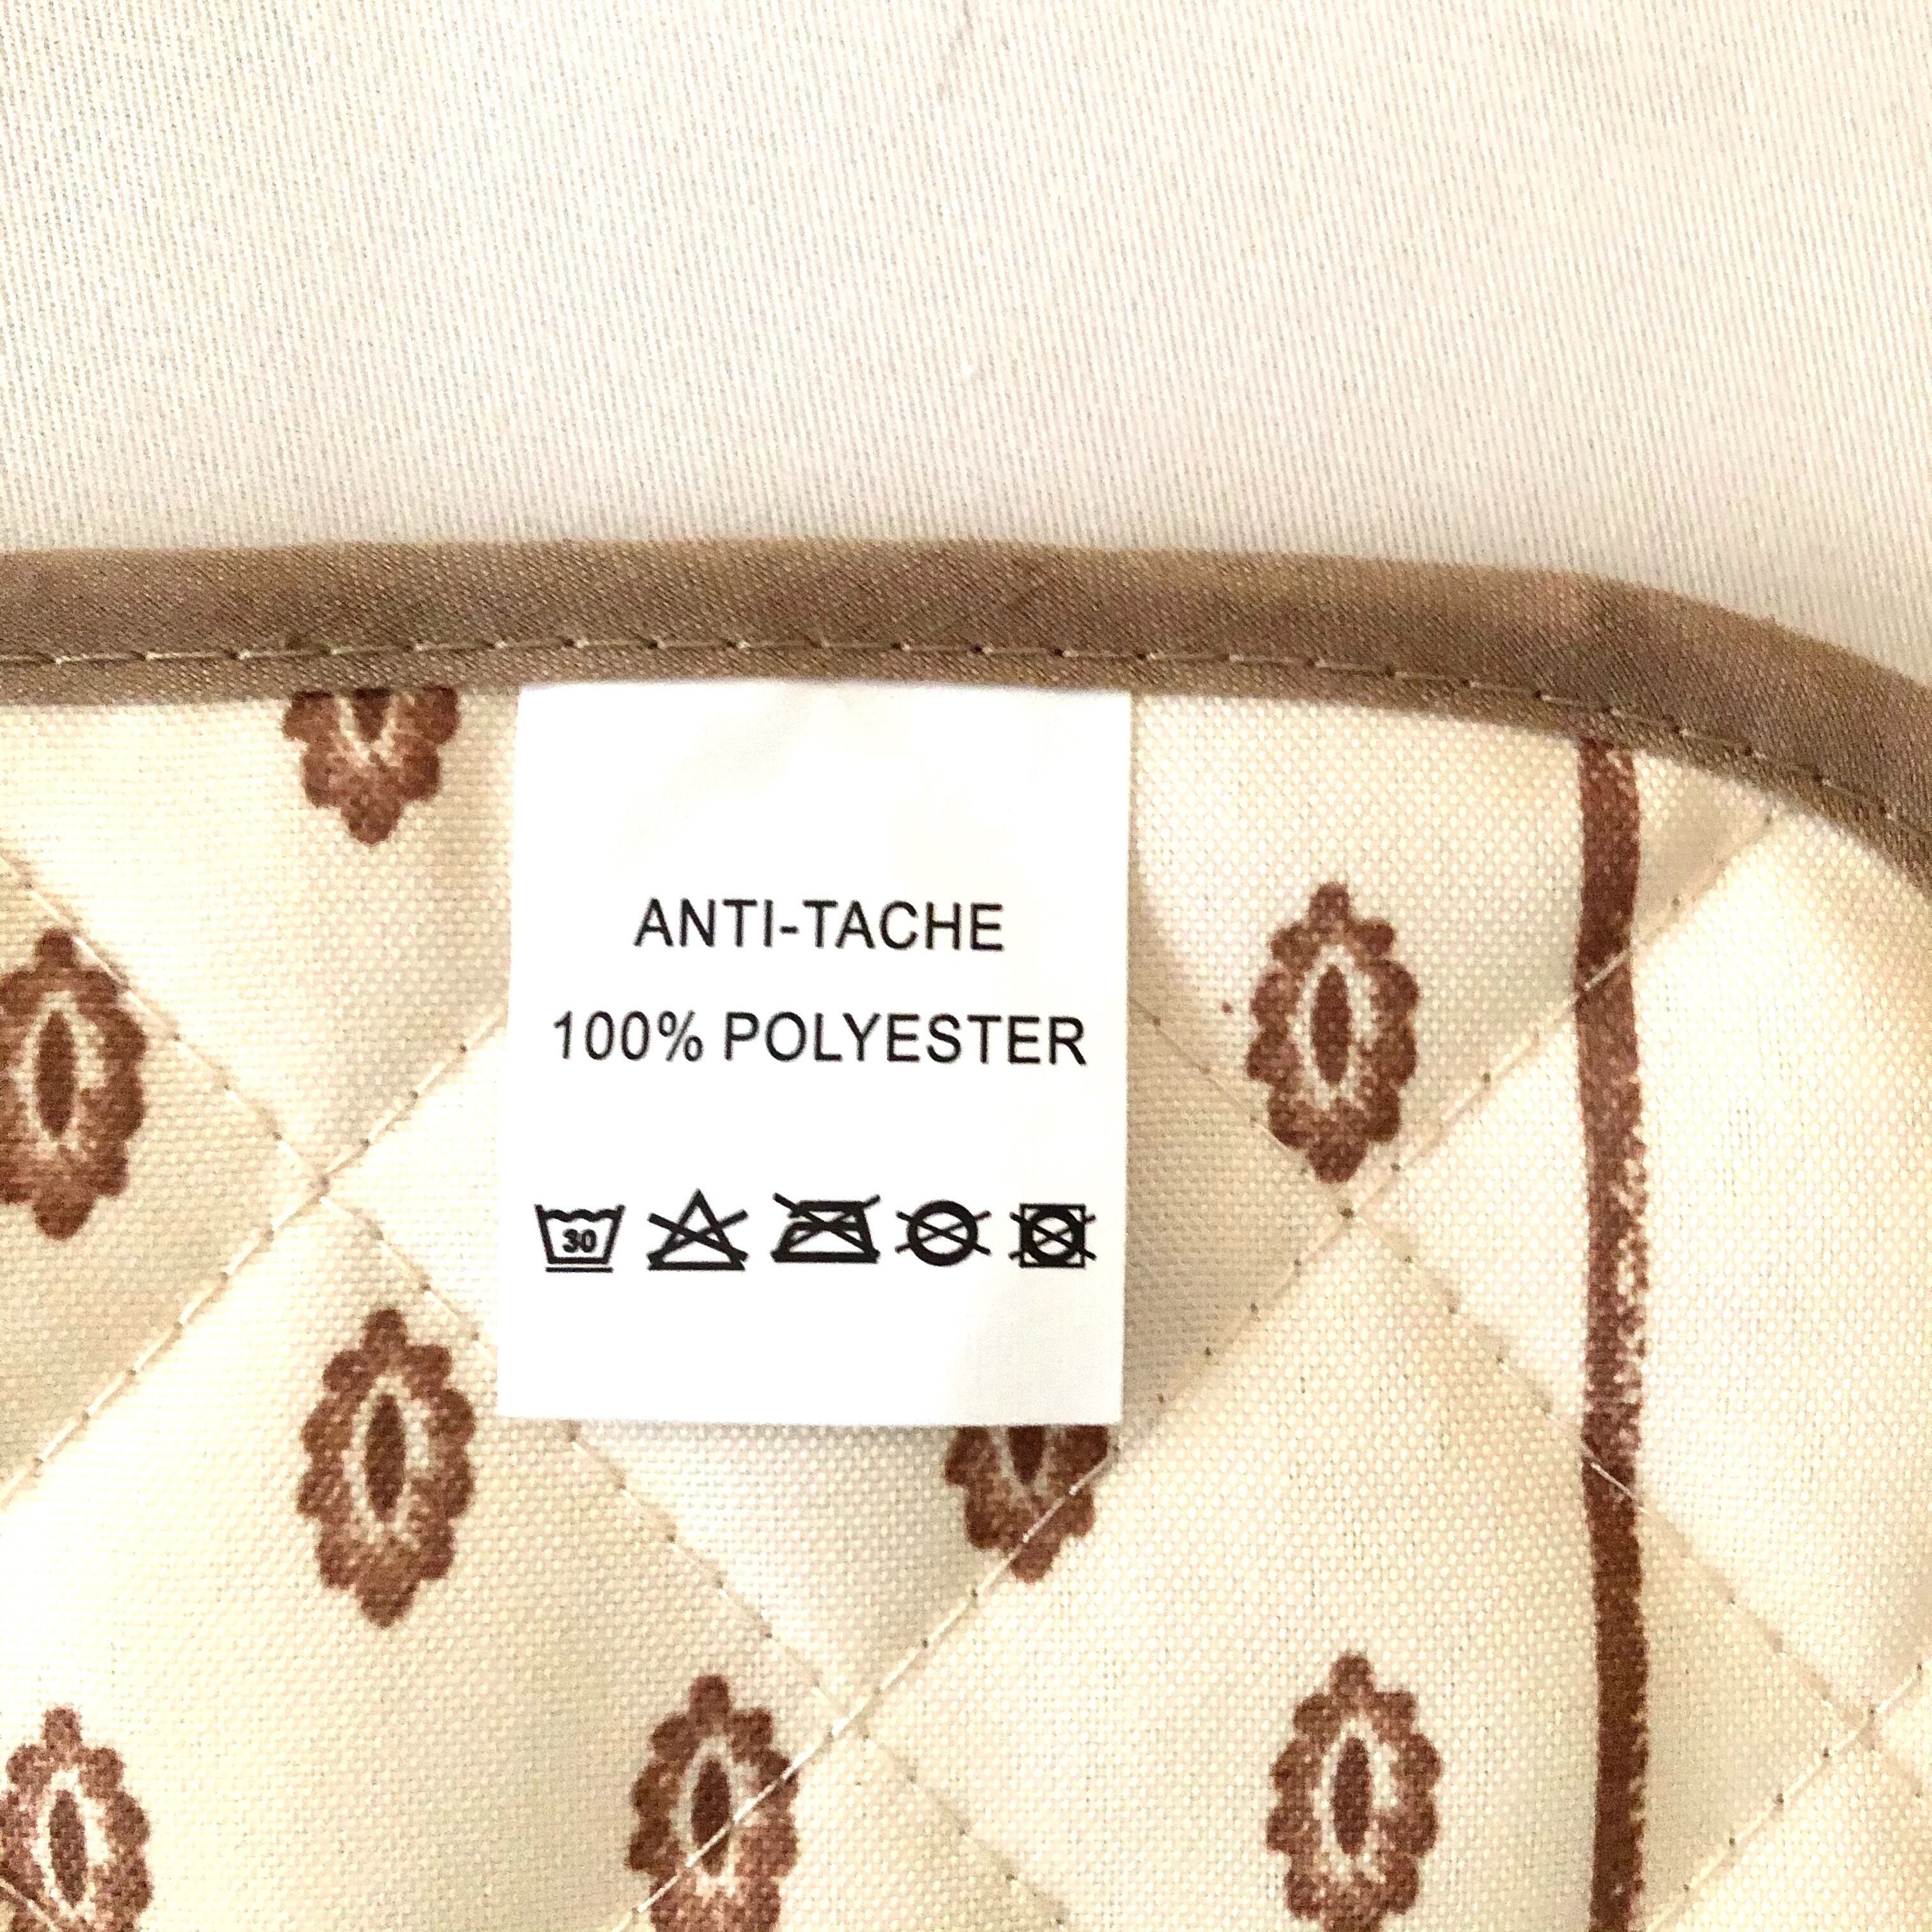 ANTI-TACHE
100% POLYESTER
30